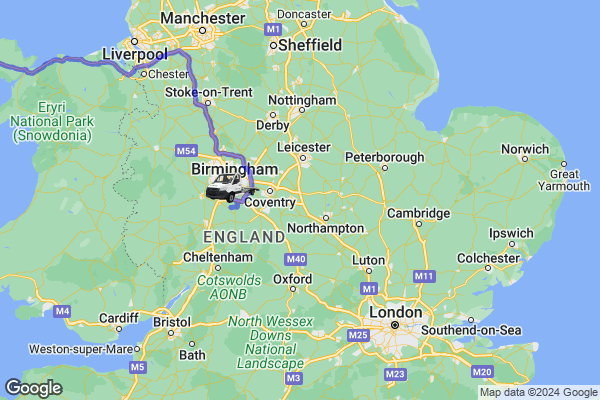 Doncaster
Manchester
M1
Liverpool
Sheffield
Chester
Eryri
National Park
(Snowdonia)
Stoke-on-Trent
Nottingham
Derby
M54
Leicester
Norwich
Birmingham
Peterborough
Great
Yarmouth
Coventry
Northampton
Cambridge
ENGLAND
Ipswich
Cheltenham
M40
Luton
M11
Colchester
Cotswolds
AONB
Oxford
M1
M4
Cardiff
Bristol
North Wessex
Downs
National
Landscape
London
Southend-on-Sea
M25
Weston-super-Mare
Bath
M5
M3
M23
M20
Google
Map data ©2024 Google